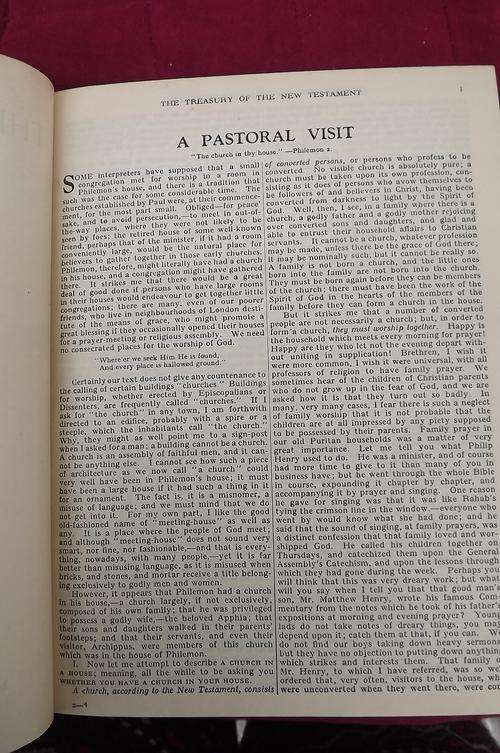 THE TREASURY OF THE NEW TESTAMENT
1
A PASTORAL VISIT
"The church in thy house."—Philemon 2.
SOME interpreters have supposed that a small
congregation met for worship in a room in
Philemon's house, and there is a tradition that
such was the case for some considerable time. The
churches established by Paul were, at their commence-
ment, for the most part, small. Obliged—for peace'
sake, and to avoid persecution,—to meet in out-of-
the-way places, where they were not likely to be
seen by foes; the retired house of some well-known
friend, perhaps that of the minister, if it had a room
conveniently large, would be the natural place for
believers to gather together in those early churches.
Philemon, therefore, might literally have had a church
in his house, and a congregation might have gathered
there. It strikes me that there would be a great
deal of good done if persons who have large rooms
in their houses would endeavour to get together little
congregations; there are many, even of our poorer
friends, who live in neighbourhoods of London desti-
tute of the means of grace, who might promote a
great blessing if they occasionally opened their houses
for a prayer-meeting or religious assembly. We need
no consecrated places for the worship of God.
"Where'er we seek Him He is found,
And every place is hallowed ground."
Certainly our text does not give any countenance to
the calling of certain buildings "churches." Buildings
for worship, whether erected by Episcopalians or
Dissenters, are frequently called "churches." If I
ask for "the church" in any town, I am forthwith
directed to an edifice, probably with a spire or a
steeple, which the inhabitants call "the church."
Why, they might as well point me to a sign-post
when I asked for a man; a building cannot be a church.
A church is an assembly of faithful men, and it can-
not be anything else. I cannot see how such a piece
of architecture as we now call "a church" could
very well have been in Philemon's house; it must
have been a large house if it had such a thing in it
for an ornament. The fact is, it is a misnomer, a
misuse of language; and we must mind that we do
not get into it. For my own part, I like the good
old-fashioned name of "meeting-house" as well as
any. It is a place where the people of God meet;
and although "meeting-house" does not sound very
smart, nor fine, nor fashionable,—and that is every-
thing, nowadays, with many people,—yet it is far
better than misusing language, as it is misused when
bricks, and stones, and mortar receive a title belong-
ing exclusively to godly men and women.
However, it appears that Philemon had a church
in his house,—a church largely, if not exclusively,
composed of his own family; that he was privileged
to possess a godly wife,—the beloved Apphia; that
their sons and daughters walked in their parents'
footsteps; and that their servants, and even their
visitor, Archippus, were members of this church
which was in the house of Philemon.
I. Now let me attempt to describe A CHURCH IN
A HOUSE; meaning, all the while to be asking you
WHETHER YOU HAVE A CHURCH IN YOUR HOUSE.
A church, according to the New Testament, consists
2—4
of converted persons, or persons who profess to be
converted. No visible church is absolutely pure; a
church must be taken upon its own profession, con-
sisting as it does of persons who avow themselves to
be followers of and believers in Christ, having been
converted from darkness to light by the Spirit of
God. Well, then, I see, in a family where there is a
church, a godly father and a godly mother rejoicing
over converted sons and daughters, and glad and
able to entrust their household affairs to Christian
servants. It cannot be a church, whatever profession
may be made, unless there be the grace of God there;
it may be nominally such, but it cannot be really so.
A family is not born a church, and the little ones
born into the family are not born into the church.
They must be born again before they can be members
of the church; there must have been the work of the
Spirit of God in the hearts of the members of the
family before they can form a church in the house.
But it strikes me that a number of converted
people are not necessarily a church; but, in order to
form a church, they must worship together. Happy is
the household which meets every morning for prayer!
Happy are they who let not the evening depart with-
out uniting in supplication! Brethren, I wish it
were more common, I wish it were universal, with all
professors of religion to have family prayer. We
sometimes hear of the children of Christian parents
who do not grow up in the fear of God, and we are
asked how it is that they turn out so badly. In
many, very many cases, I fear there is such a neglect
of family worship that it is not probable that the
children are at all impressed by any piety supposed
to be possessed by their parents. Family prayer in
our old Puritan households was a matter of very
great importance. Let me tell you what Philip
Henry used to do. He was a minister, and of course
had more time to give to it than many of you in
business have; but he went through the whole Bible
in course, expounding it chapter by chapter, and
accompanying it by prayer and singing. One reason
he gave for singing was that it was like Rahab's
tying the crimson line in the window,—everyone who
went by would know what she had done; and he
said that the sound of singing, at family prayers, was
a distinct confession that that family loved and wor-
shipped God. He called his children together on
Thursdays, and catechized them upon the General
Assembly's Catechism, and upon the lessons through
which they had gone during the week. Perhaps you
will think that this was very dreary work; but what
will you say when I tell you that that good man's
son, Mr. Matthew Henry, wrote his famous Com-
mentary from the notes which he took of his father's
expositions at morning and evening prayer? Young
lads do not take notes of dreary things, you may
depend upon it; catch them at that, if you can. We
do not find our boys taking down heavy sermons
but they have no objection to putting down anything
which strikes and interests them. That family of
Mr. Henry, to which I have referred, was so well
ordered that, very often, visitors to the house, who
were unconverted when they went there, were con-